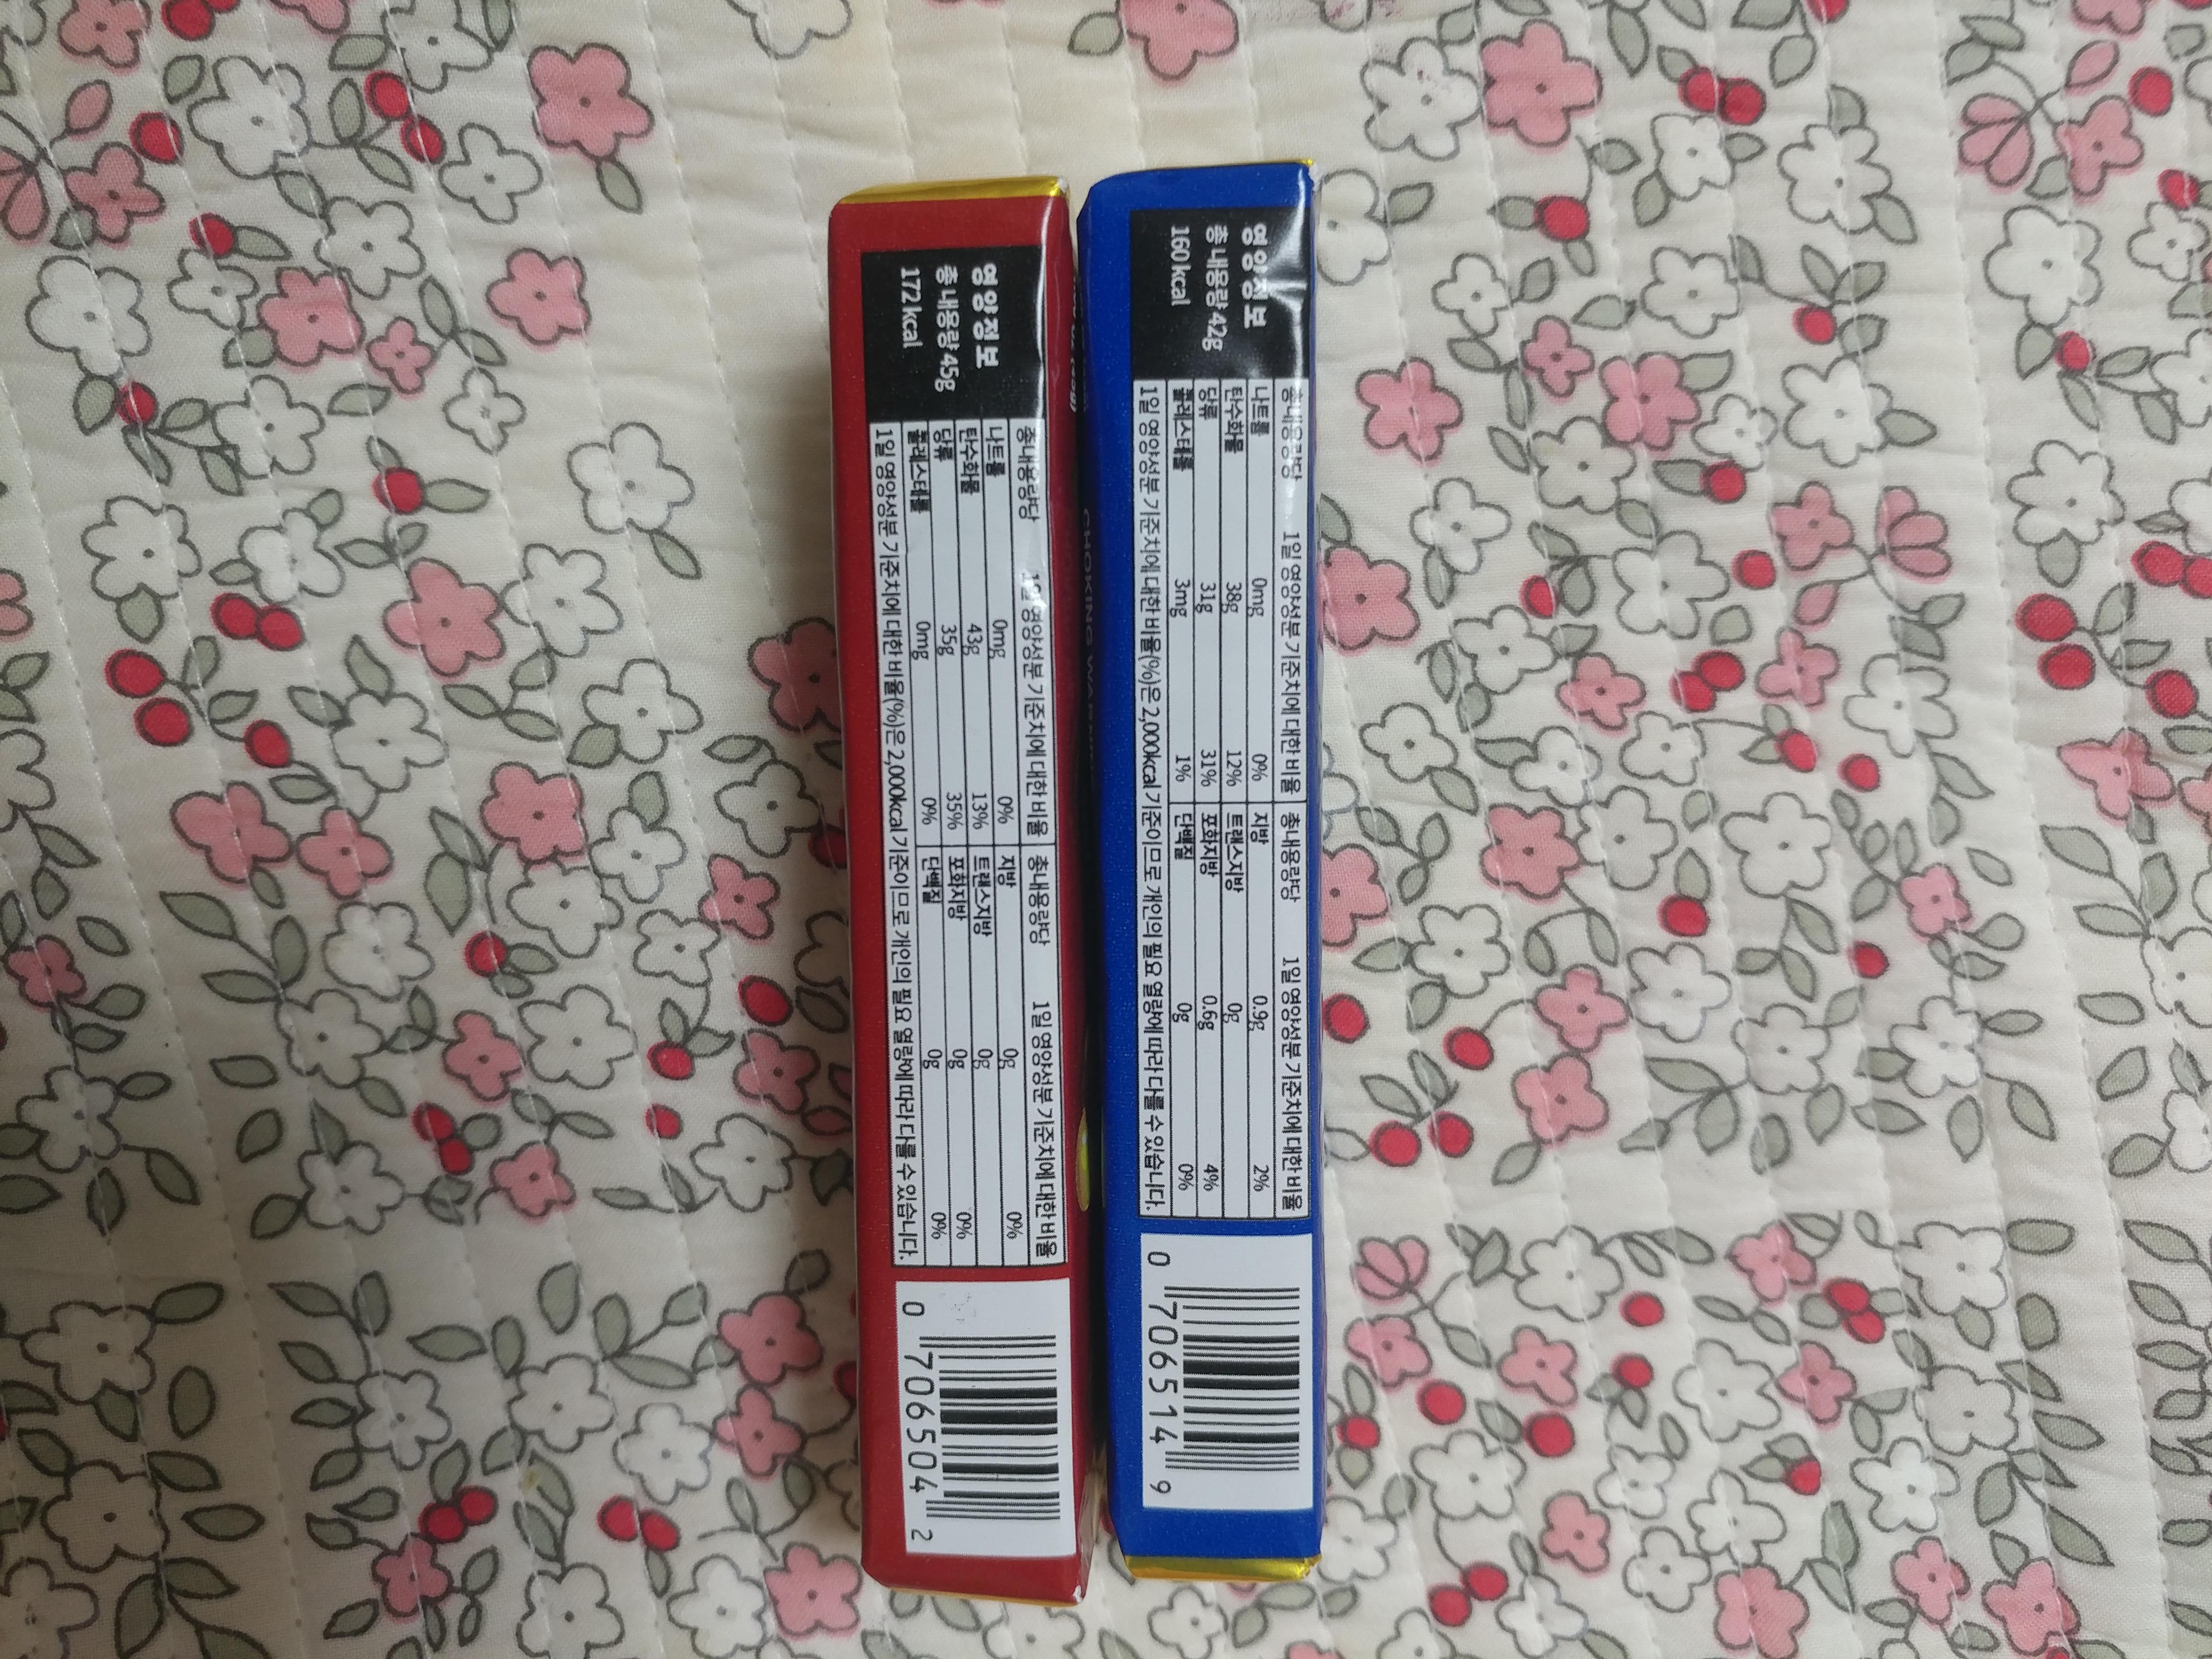 영양정보
총 내용량 45g
172 kcal
총내용량당 1일 영양성분 기준치에 대한 비율 총내용량당 1일 영양성분 기준치에 대한 비율
나트륨 0mg 0% 지방 0g 0%
탄수화물 43g 13% 트랜스지방 0g
당류 35g 35% 포화지방 0g 0%
콜레스테롤 0mg 0% 단백질 0g 0%
1일 영양성분 기준치에 대한 비율(%)은 2,000kcal 기준이므로 개인의 필요 열량에 따라 다를 수 있습니다.
0 706504 2
영양정보
총 내용량 42g
160 kcal
총내용량당 1일 영양성분 기준치에 대한 비율 총내용량당 1일 영양성분 기준치에 대한 비율
나트륨 0mg 0% 지방 0.9g 2%
탄수화물 38g 12% 트랜스지방 0g
당류 31g 31% 포화지방 0.6g 4%
콜레스테롤 3mg 1% 단백질 0g 0%
1일 영양성분 기준치에 대한 비율(%)은 2,000kcal 기준이므로 개인의 필요 열량에 따라 다를 수 있습니다.
0 706514 9